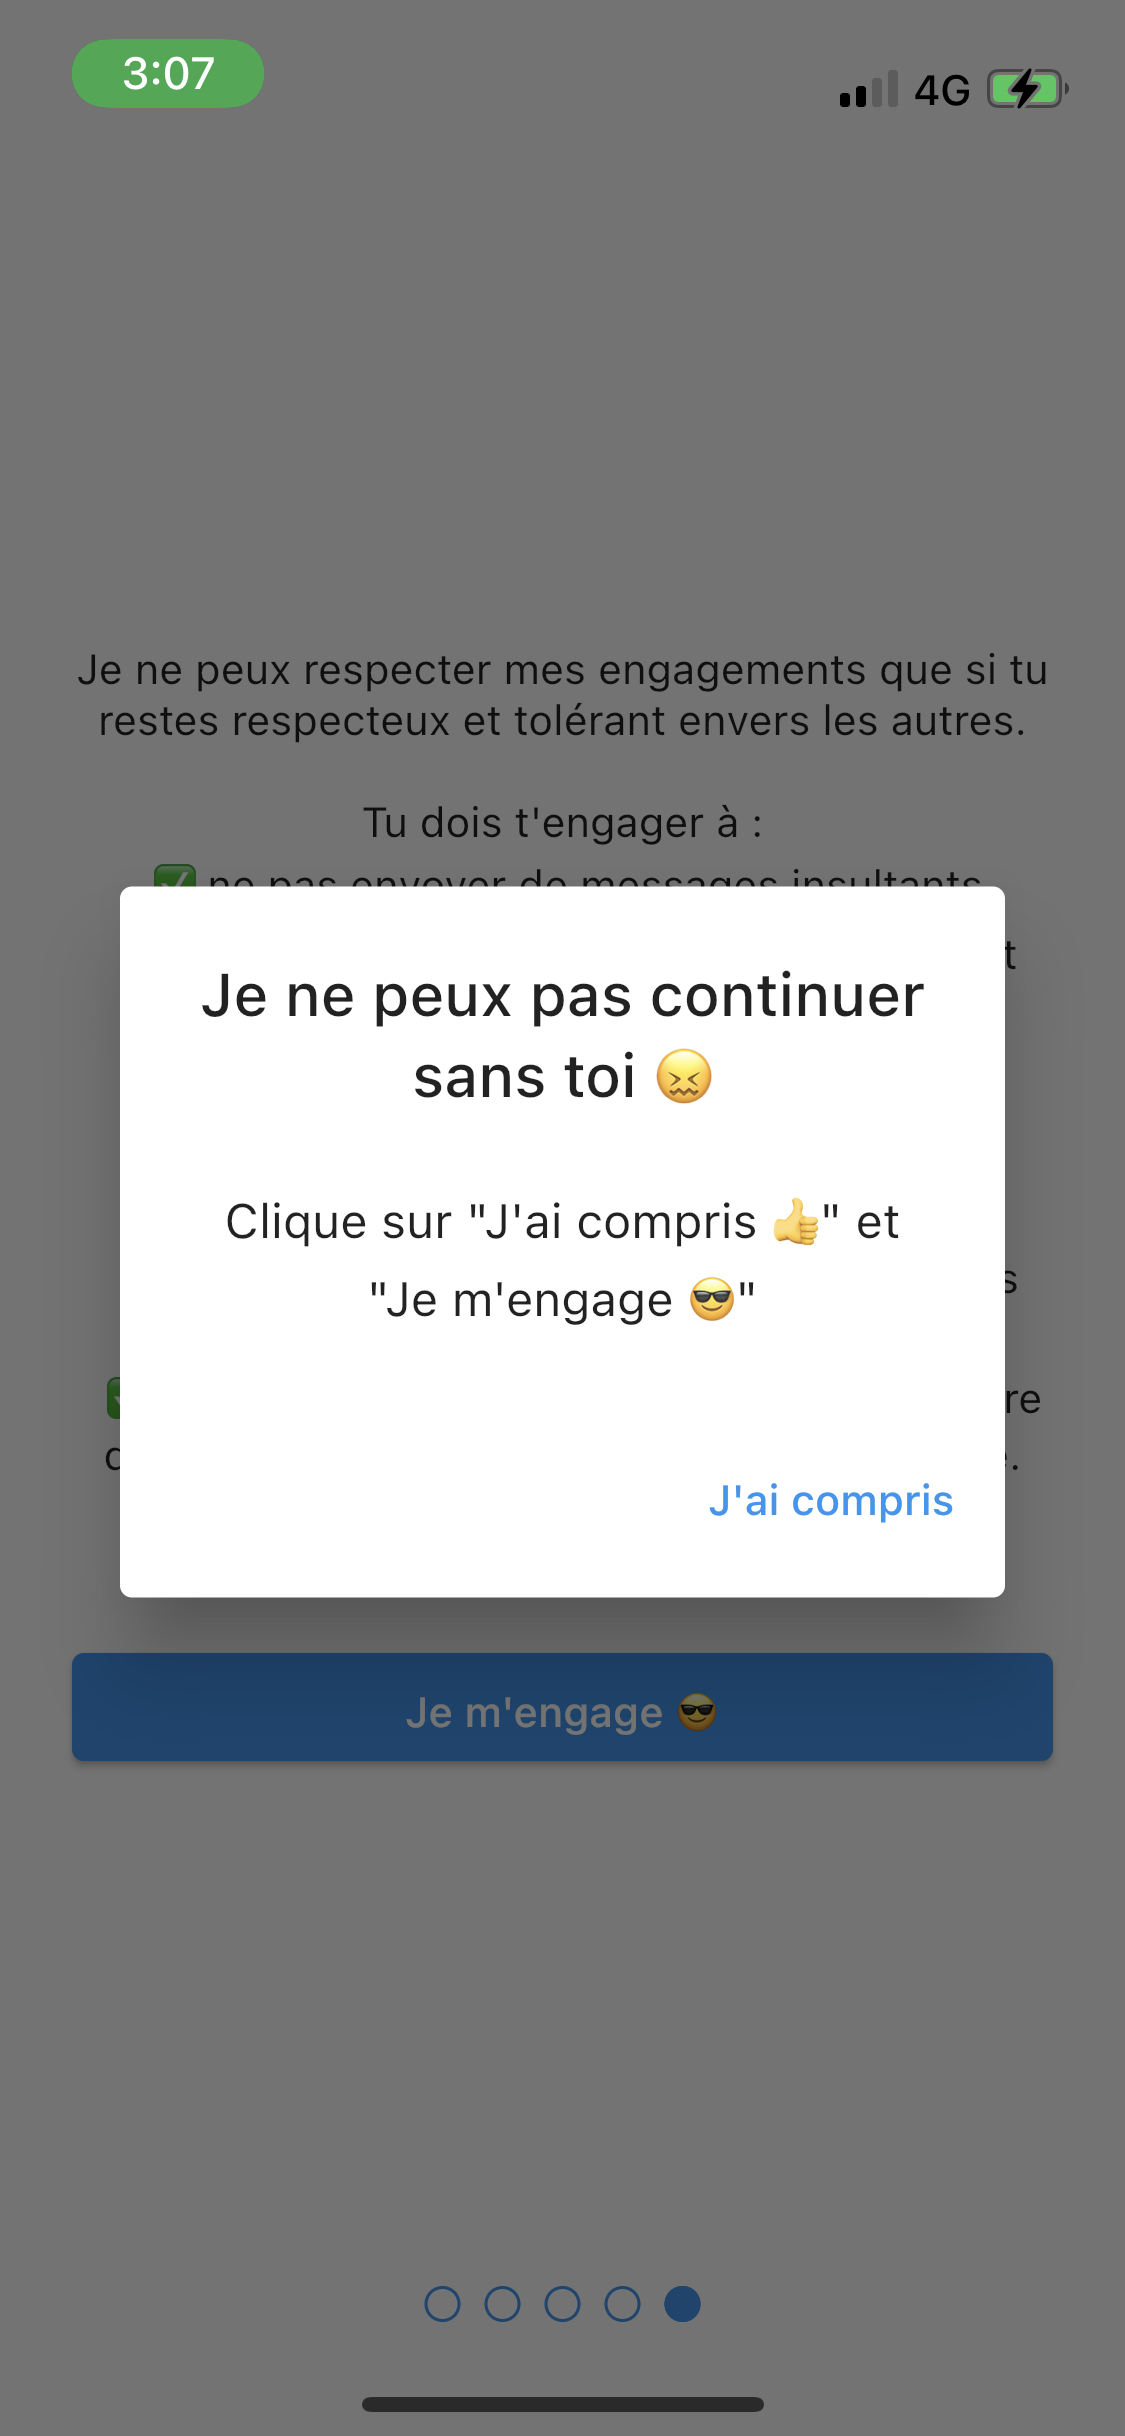 3:07
4G
Je ne peux respecter mes engagements que si tu
restes respecteux et tolérant envers les autres.
Tu dois t'engager à :
✅ ne pas envoyer de messages insultants
Je ne peux pas continuer
sans toi 😖
Clique sur "J'ai compris 👍" et
"Je m'engage 😎"
J'ai compris
Je m'engage 😎